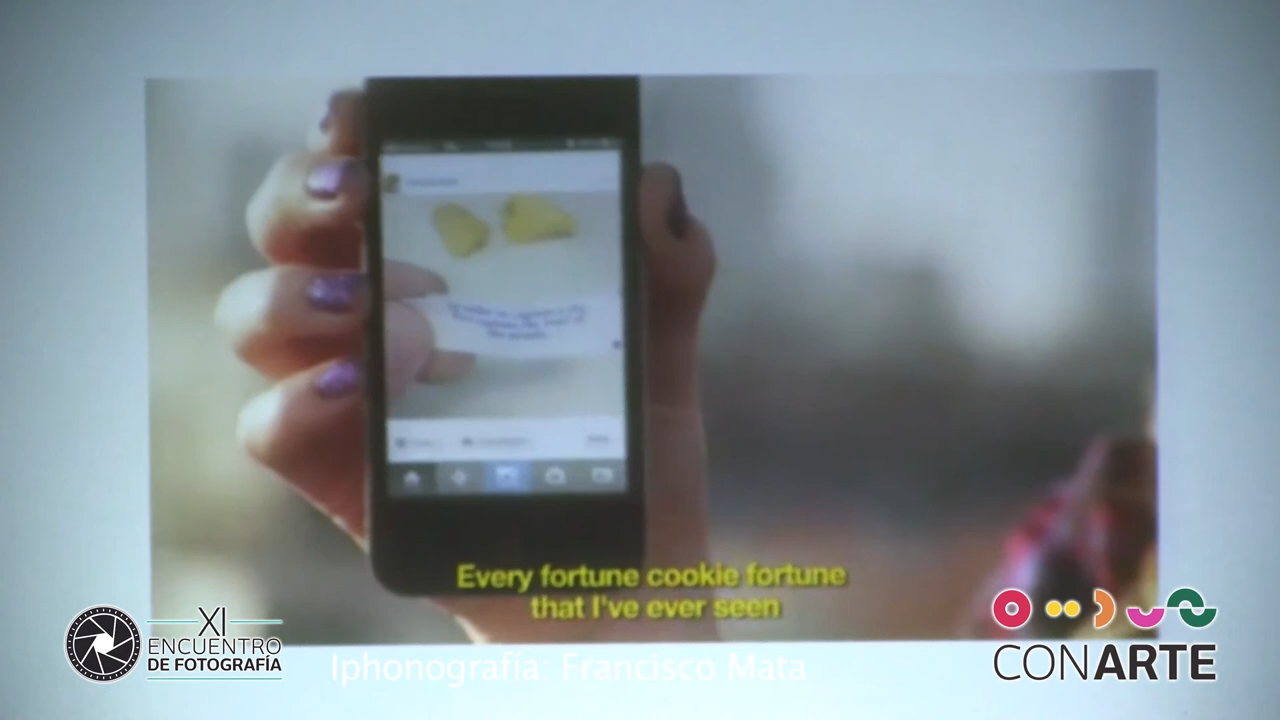 Every fortune cookie fortune
that I've ever seen
XI
ENCUENTRO
DE FOTOGRAFÍA
Iphonografía: Francisco Mata
CONARTE